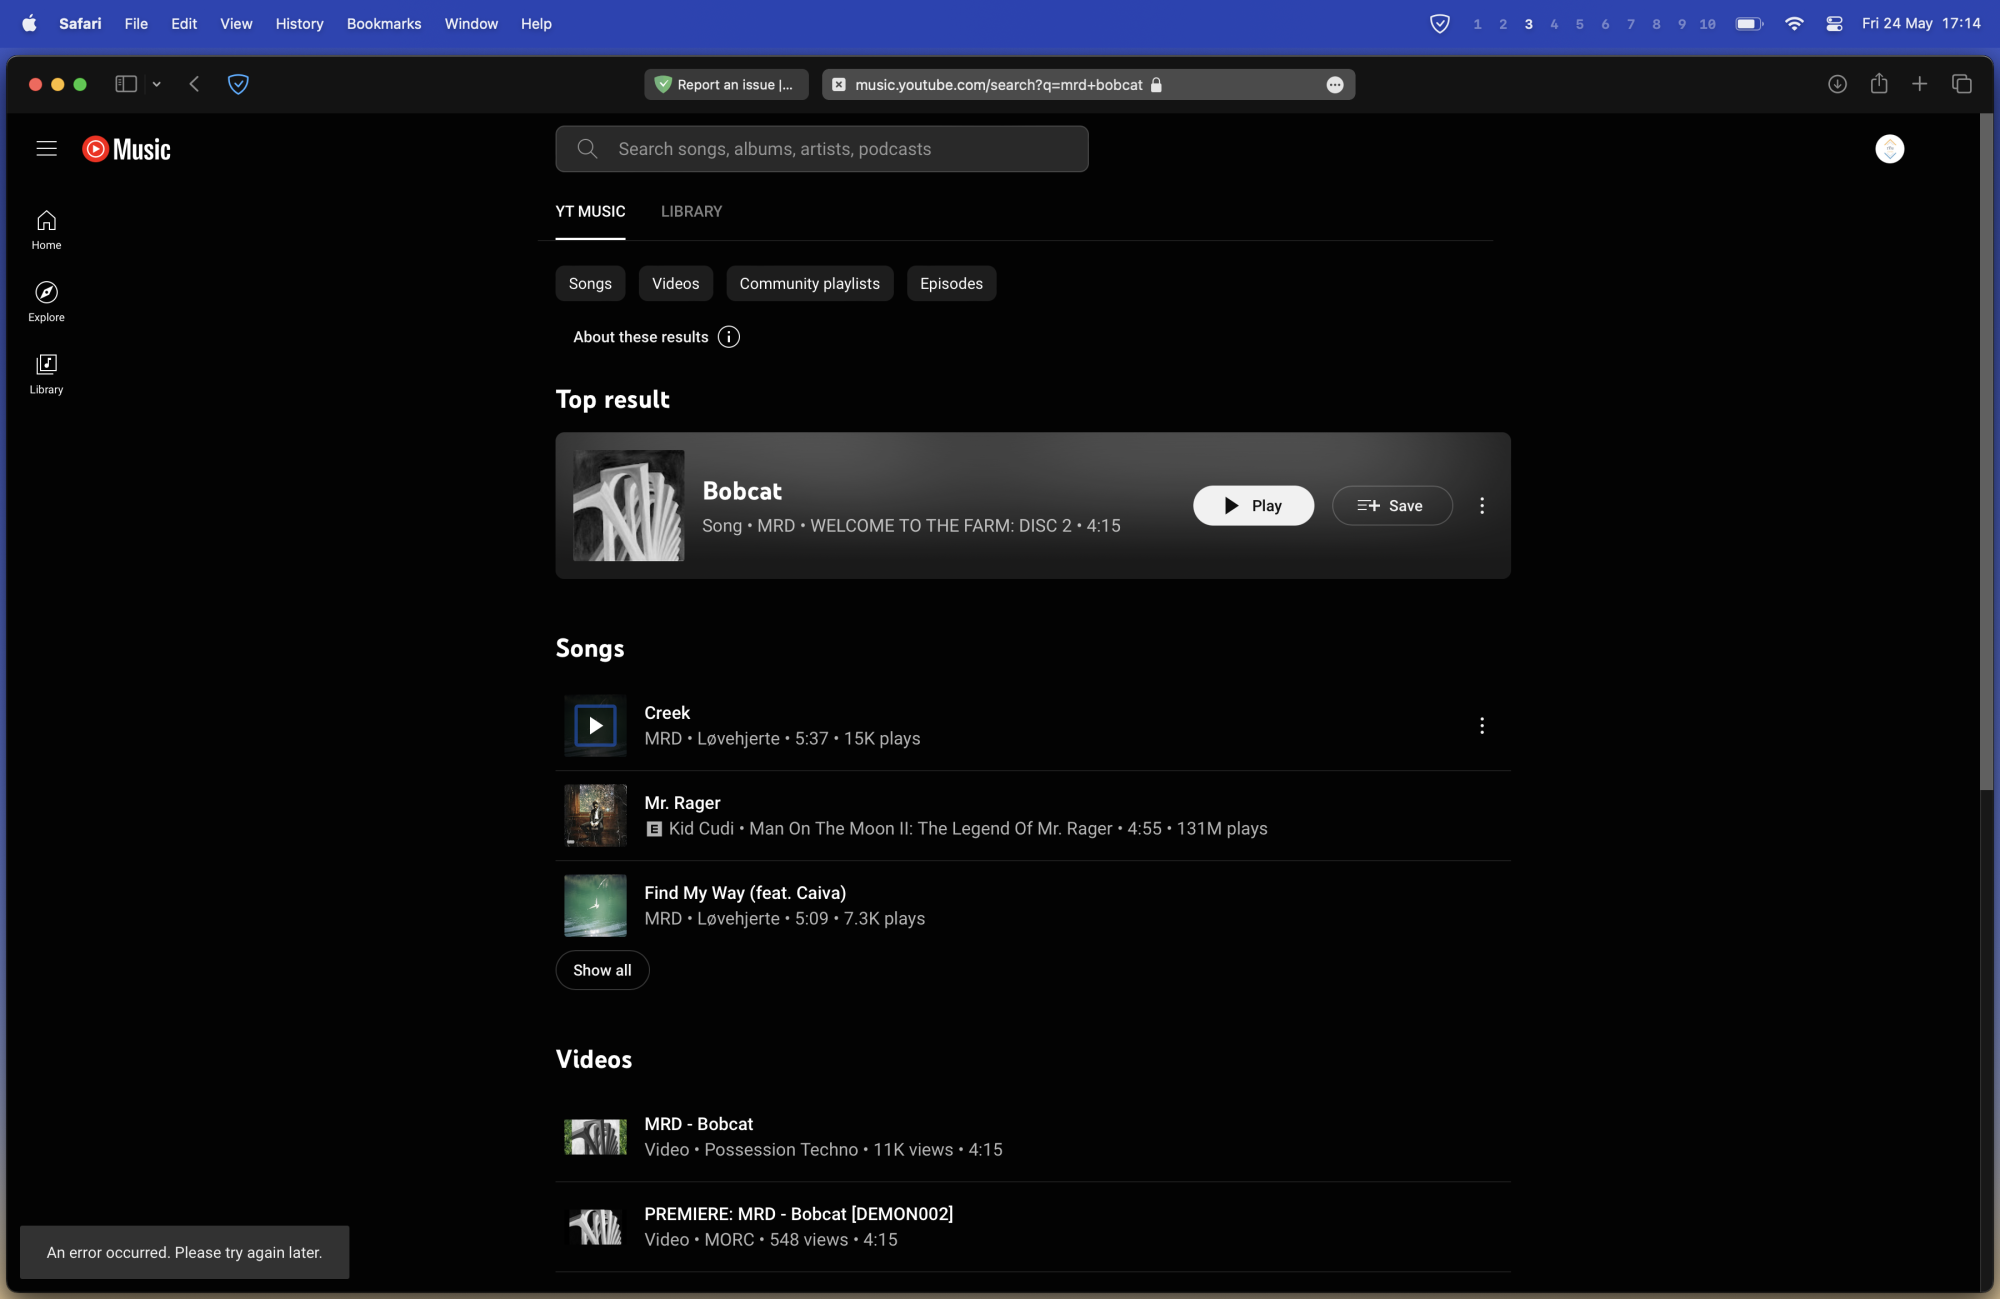 Safari File Edit View History Bookmarks Window Help 1 2 3 4 5 6 7 8 9 10 Fri 24 May 17:14
Report an issue |... music.youtube.com/search?q=mrd+bobcat
Music
Search songs, albums, artists, podcasts
YT MUSIC LIBRARY
Home
Songs Videos Community playlists Episodes
Explore
About these results
Library
Top result
Bobcat
Song • MRD • WELCOME TO THE FARM: DISC 2 • 4:15
Play Save
Songs
Creek
MRD • Løvehjerte • 5:37 • 15K plays
Mr. Rager
E Kid Cudi • Man On The Moon II: The Legend Of Mr. Rager • 4:55 • 131M plays
Find My Way (feat. Caiva)
MRD • Løvehjerte • 5:09 • 7.3K plays
Show all
Videos
MRD - Bobcat
Video • Possession Techno • 11K views • 4:15
PREMIERE: MRD - Bobcat [DEMON002]
Video • MORC • 548 views • 4:15
An error occurred. Please try again later.